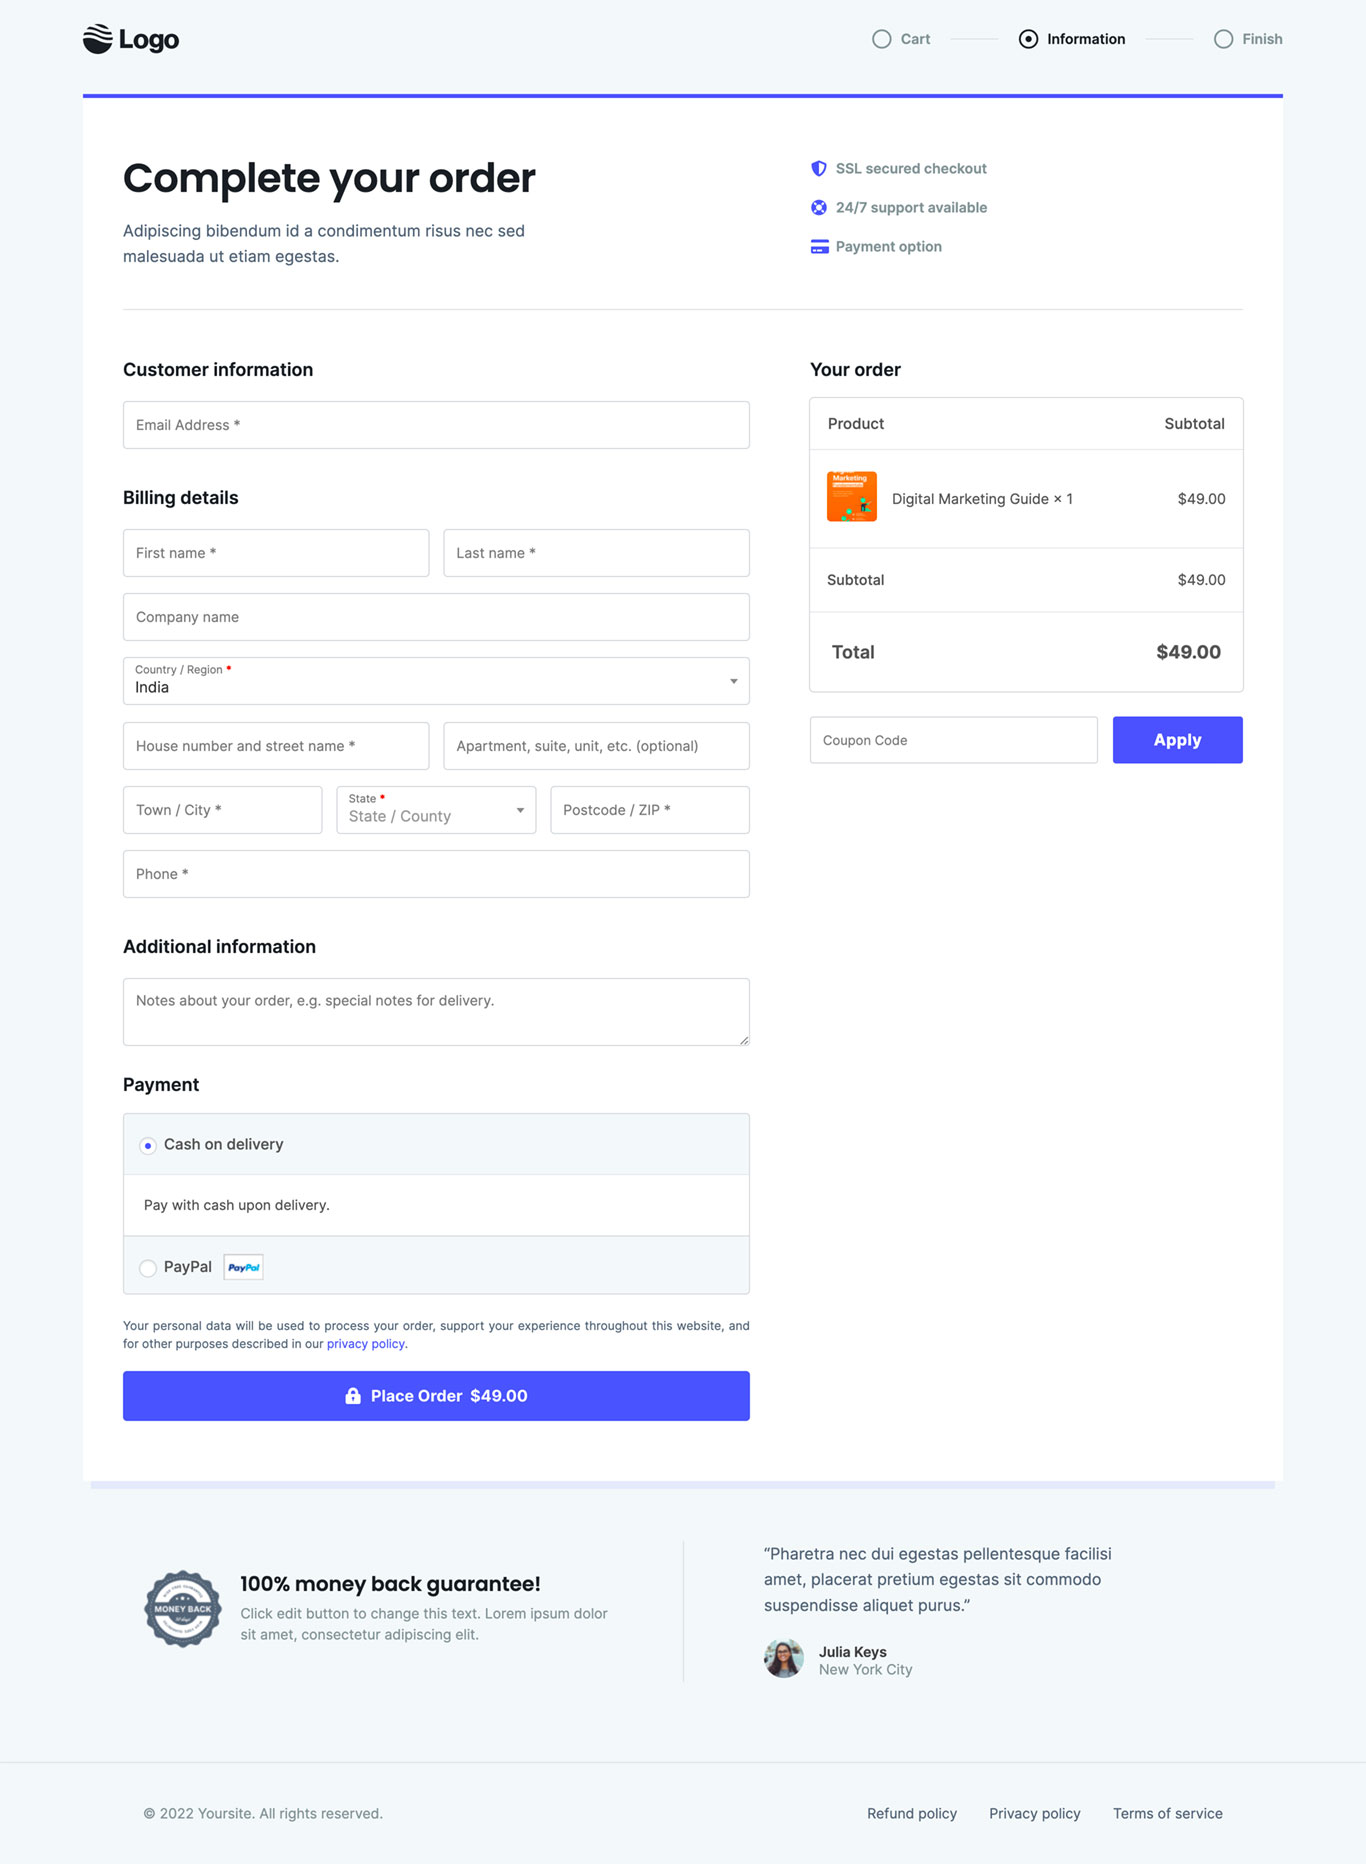 Logo
Cart
Information
Finish
Complete your order
Adipiscing bibendum id a condimentum risus nec sed
malesuada ut etiam egestas.
SSL secured checkout
24/7 support available
Payment option
Customer information
Email Address *
Billing details
First name *
Last name *
Company name
Country / Region *
India
House number and street name *
Apartment, suite, unit, etc. (optional)
Town / City *
State *
State / County
Postcode / ZIP *
Phone *
Additional information
Notes about your order, e.g. special notes for delivery.
Payment
Cash on delivery
Pay with cash upon delivery.
PayPal
PayPal
Your personal data will be used to process your order, support your experience throughout this website, and
for other purposes described in our privacy policy.
Place Order $49.00
Your order
Product Subtotal
Marketing
Digital Marketing Guide × 1 $49.00
Subtotal $49.00
Total $49.00
Coupon Code
Apply
MONEY BACK
100% money back guarantee!
Click edit button to change this text. Lorem ipsum dolor
sit amet, consectetur adipiscing elit.
“Pharetra nec dui egestas pellentesque facilisi
amet, placerat pretium egestas sit commodo
suspendisse aliquet purus.”
Julia Keys
New York City
© 2022 Yoursite. All rights reserved.
Refund policy
Privacy policy
Terms of service